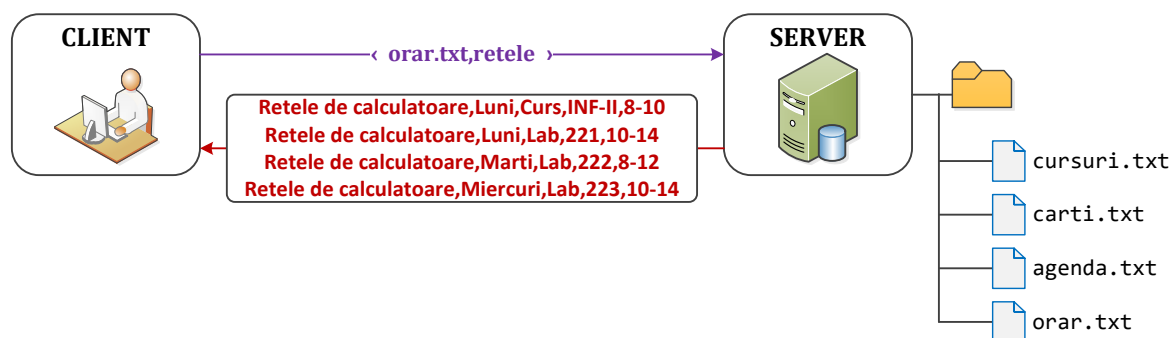 CLIENT
‹ orar.txt,retele ›
SERVER
Retele de calculatoare,Luni,Curs,INF-II,8-10
Retele de calculatoare,Luni,Lab,221,10-14
Retele de calculatoare,Marti,Lab,222,8-12
Retele de calculatoare,Miercuri,Lab,223,10-14
cursuri.txt
carti.txt
agenda.txt
orar.txt